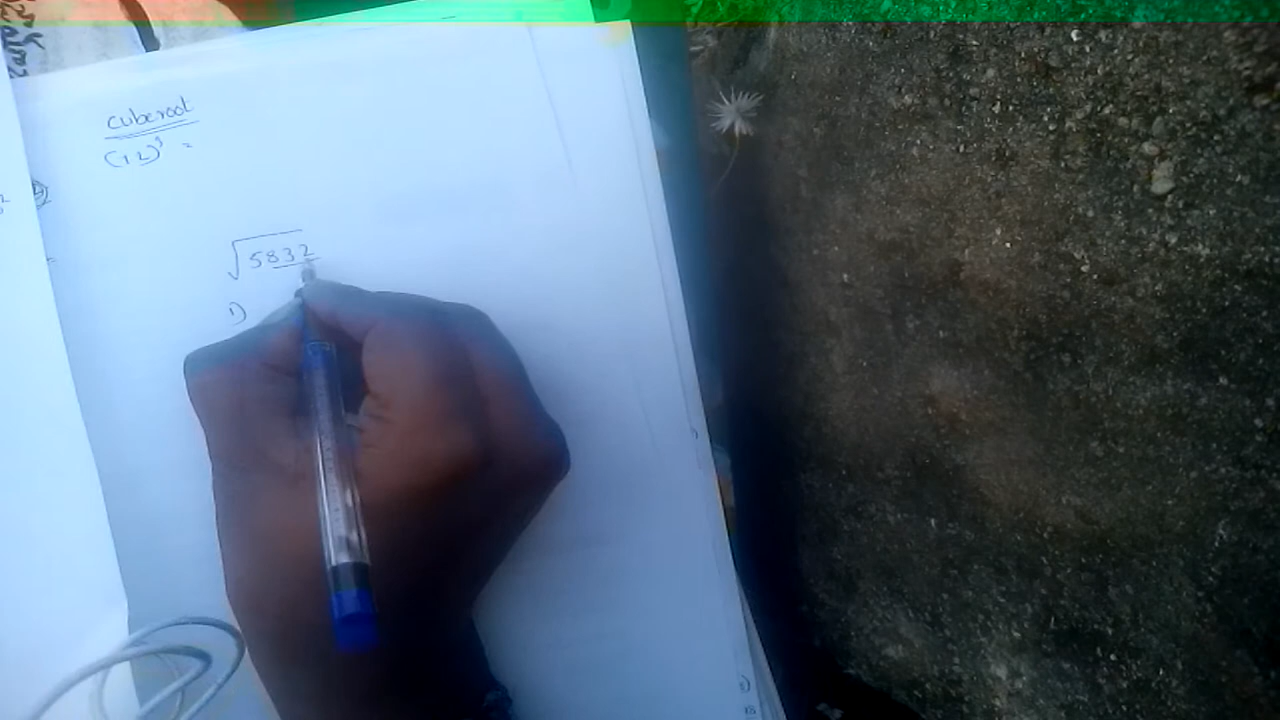 cuberoot
(12)³ =
√5832
1)